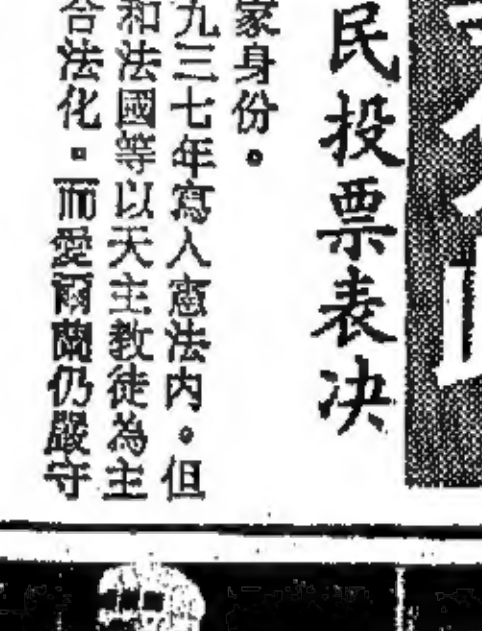 民投票表決
家身份。
九三七年寫入憲法內。但
和法國等以天主教徒為主
合法化。而愛爾蘭仍嚴守